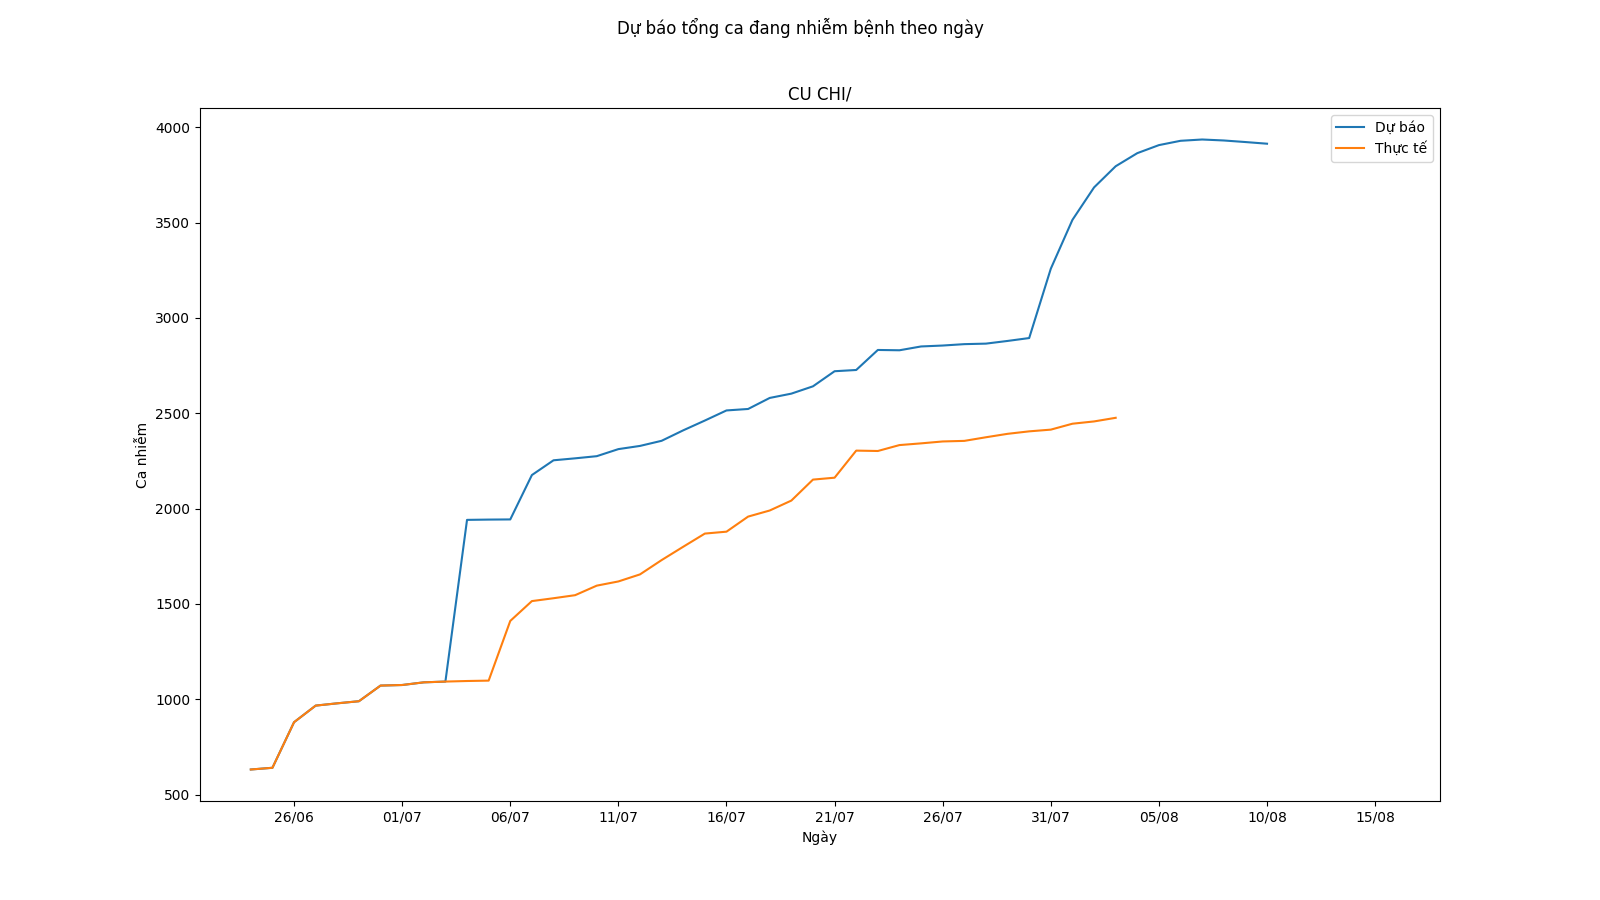 Dự báo tổng ca đang nhiễm bệnh theo ngày
CU CHI/
Dự báo
Thực tế
Ca nhiễm
4000
3500
3000
2500
2000
1500
1000
500
26/06 01/07 06/07 11/07 16/07 21/07 26/07 31/07 05/08 10/08 15/08
Ngày